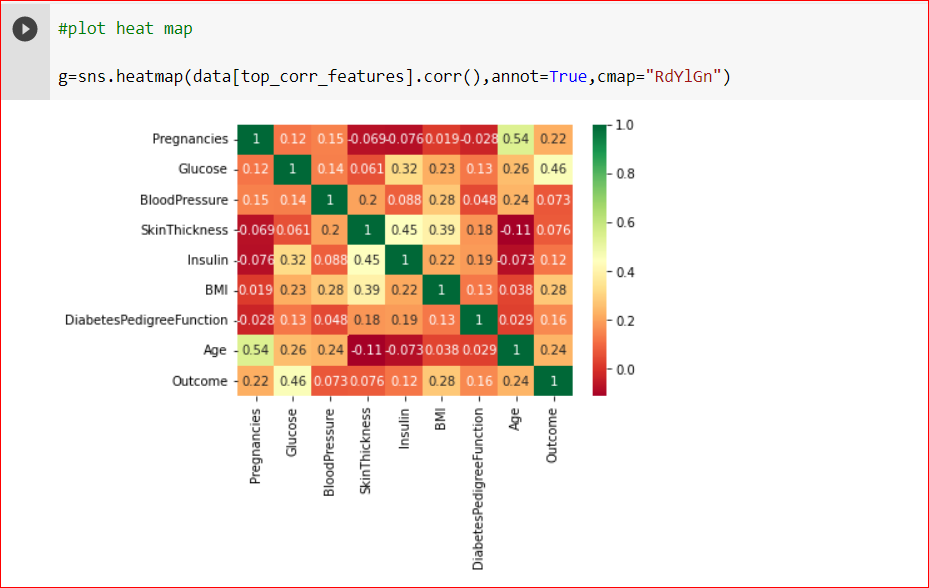 #plot heat map
g=sns.heatmap(data[top_corr_features].corr(),annot=True,cmap="RdYlGn")
Pregnancies 1 0.12 0.15 -0.069 -0.076 0.019 -0.028 0.54 0.22
Glucose 0.12 1 0.14 0.061 0.32 0.23 0.13 0.26 0.46
BloodPressure 0.15 0.14 1 0.2 0.088 0.28 0.048 0.24 0.073
SkinThickness -0.069 0.061 0.2 1 0.45 0.39 0.18 -0.11 0.076
Insulin -0.076 0.32 0.088 0.45 1 0.22 0.19 -0.073 0.12
BMI 0.019 0.23 0.28 0.39 0.22 1 0.13 0.038 0.28
DiabetesPedigreeFunction -0.028 0.13 0.048 0.18 0.19 0.13 1 0.029 0.16
Age 0.54 0.26 0.24 -0.11 -0.073 0.038 0.029 1 0.24
Outcome 0.22 0.46 0.073 0.076 0.12 0.28 0.16 0.24 1
Pregnancies
Glucose
BloodPressure
SkinThickness
Insulin
BMI
DiabetesPedigreeFunction
Age
Outcome
1.0
0.8
0.6
0.4
0.2
0.0